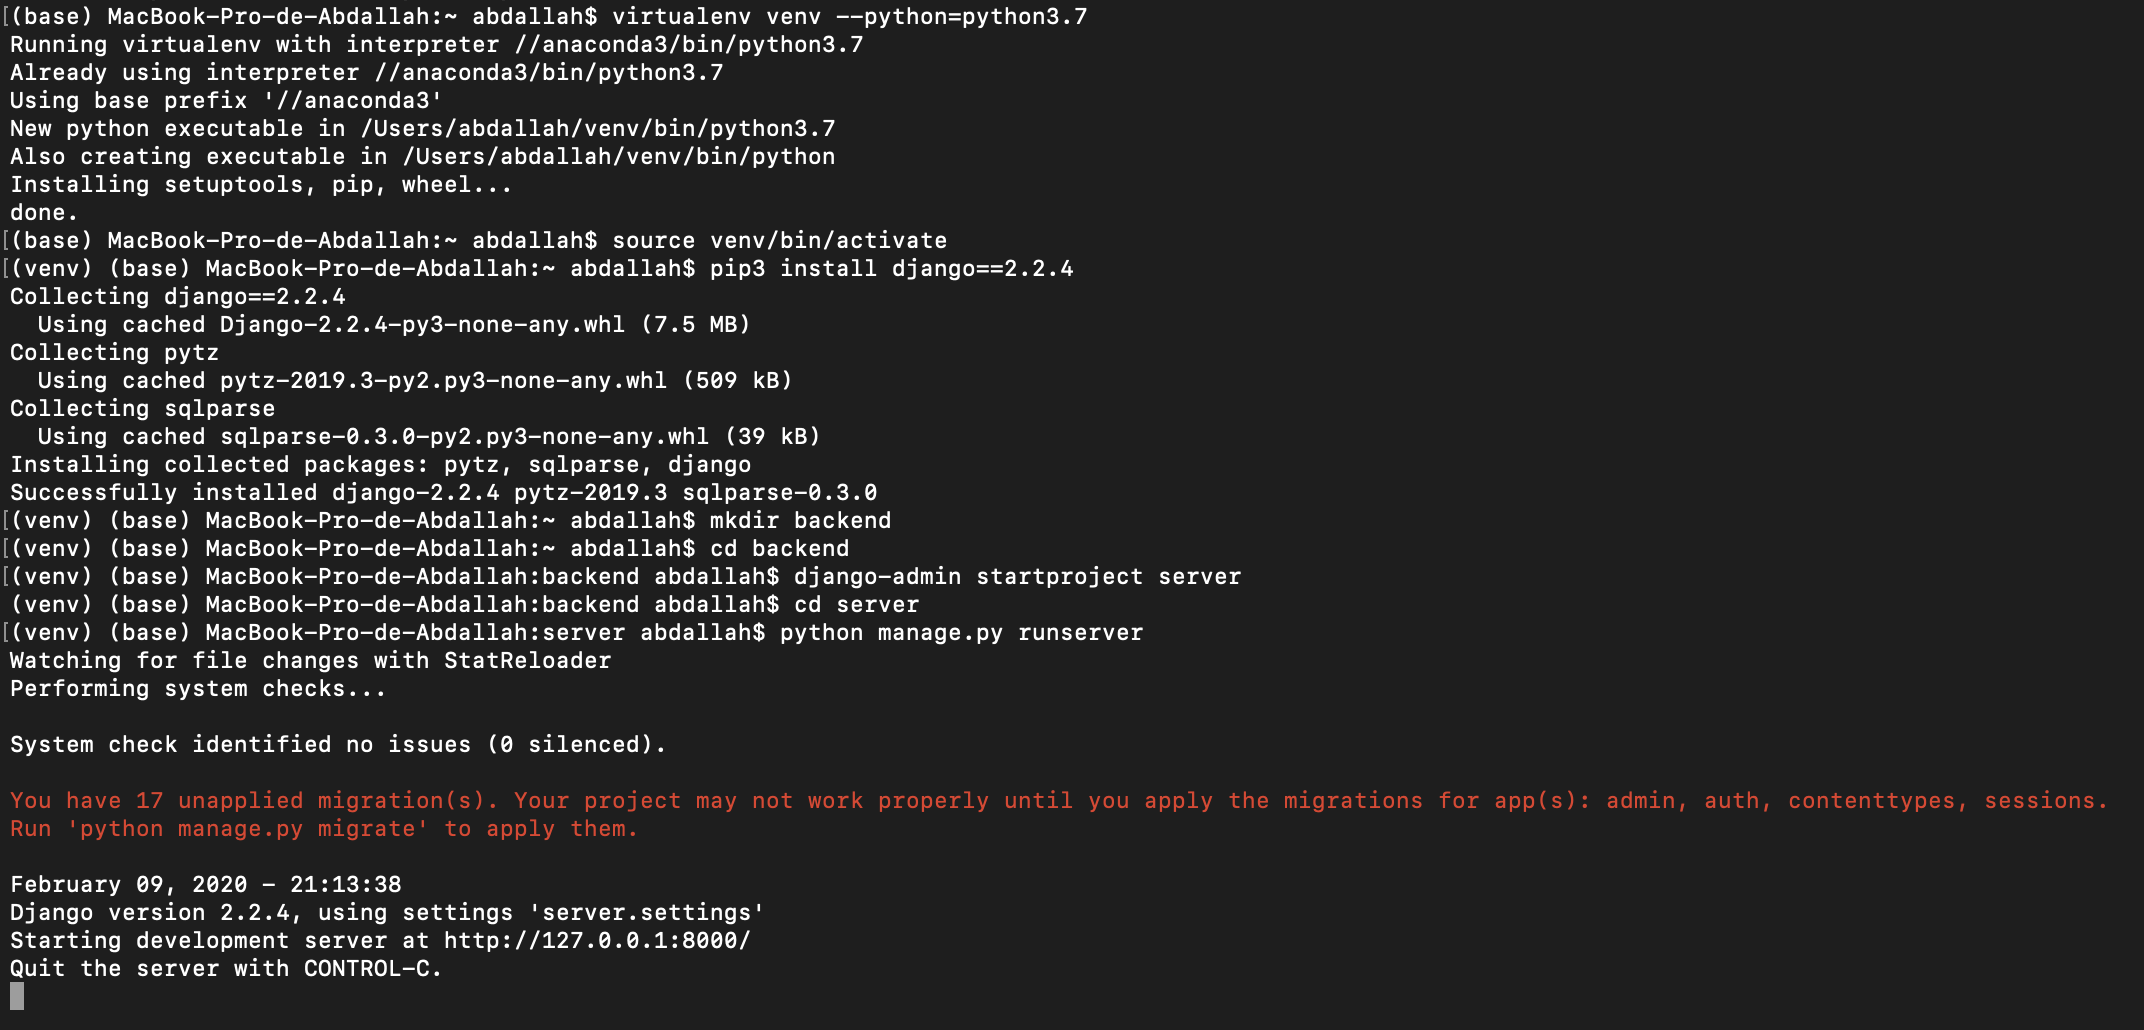 [(base) MacBook-Pro-de-Abdallah:~ abdallah$ virtualenv venv --python=python3.7
Running virtualenv with interpreter //anaconda3/bin/python3.7
Already using interpreter //anaconda3/bin/python3.7
Using base prefix '//anaconda3'
New python executable in /Users/abdallah/venv/bin/python3.7
Also creating executable in /Users/abdallah/venv/bin/python
Installing setuptools, pip, wheel...
done.
[(base) MacBook-Pro-de-Abdallah:~ abdallah$ source venv/bin/activate
[(venv) (base) MacBook-Pro-de-Abdallah:~ abdallah$ pip3 install django==2.2.4
Collecting django==2.2.4
  Using cached Django-2.2.4-py3-none-any.whl (7.5 MB)
Collecting pytz
  Using cached pytz-2019.3-py2.py3-none-any.whl (509 kB)
Collecting sqlparse
  Using cached sqlparse-0.3.0-py2.py3-none-any.whl (39 kB)
Installing collected packages: pytz, sqlparse, django
Successfully installed django-2.2.4 pytz-2019.3 sqlparse-0.3.0
[(venv) (base) MacBook-Pro-de-Abdallah:~ abdallah$ mkdir backend
[(venv) (base) MacBook-Pro-de-Abdallah:~ abdallah$ cd backend
[(venv) (base) MacBook-Pro-de-Abdallah:backend abdallah$ django-admin startproject server
(venv) (base) MacBook-Pro-de-Abdallah:backend abdallah$ cd server
[(venv) (base) MacBook-Pro-de-Abdallah:server abdallah$ python manage.py runserver
Watching for file changes with StatReloader
Performing system checks...

System check identified no issues (0 silenced).

You have 17 unapplied migration(s). Your project may not work properly until you apply the migrations for app(s): admin, auth, contenttypes, sessions.
Run 'python manage.py migrate' to apply them.

February 09, 2020 - 21:13:38
Django version 2.2.4, using settings 'server.settings'
Starting development server at http://127.0.0.1:8000/
Quit the server with CONTROL-C.